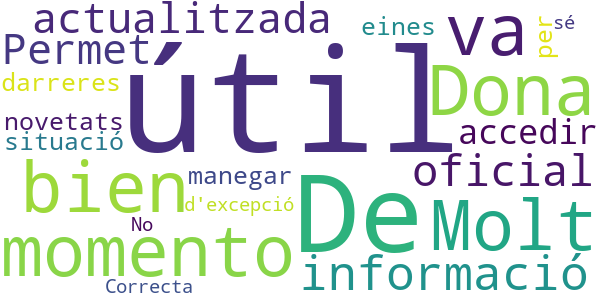 actualitzada
eines
va
per
sé
Permet
útil
darreres
Dona
novetats
accedir
situació
oficial
bien
manegar
De
d'excepció
Molt
No
momento
informació
Correcta